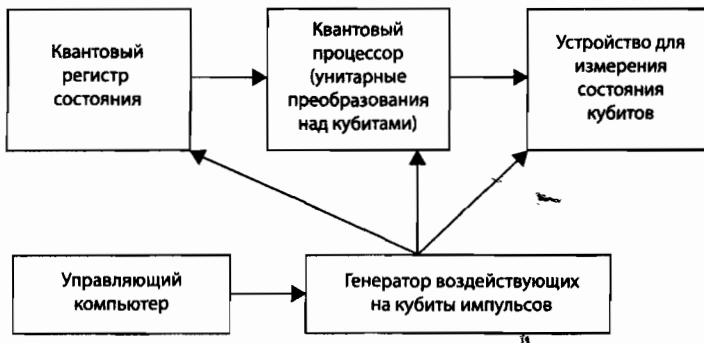 Квантовый
регистр
состояния
Квантовый
процессор
(унитарные
преобразования
над кубитами)
Устройство для
измерения
состояния
кубитов
Управляющий
компьютер
Генератор воздействующих
на кубиты импульсов